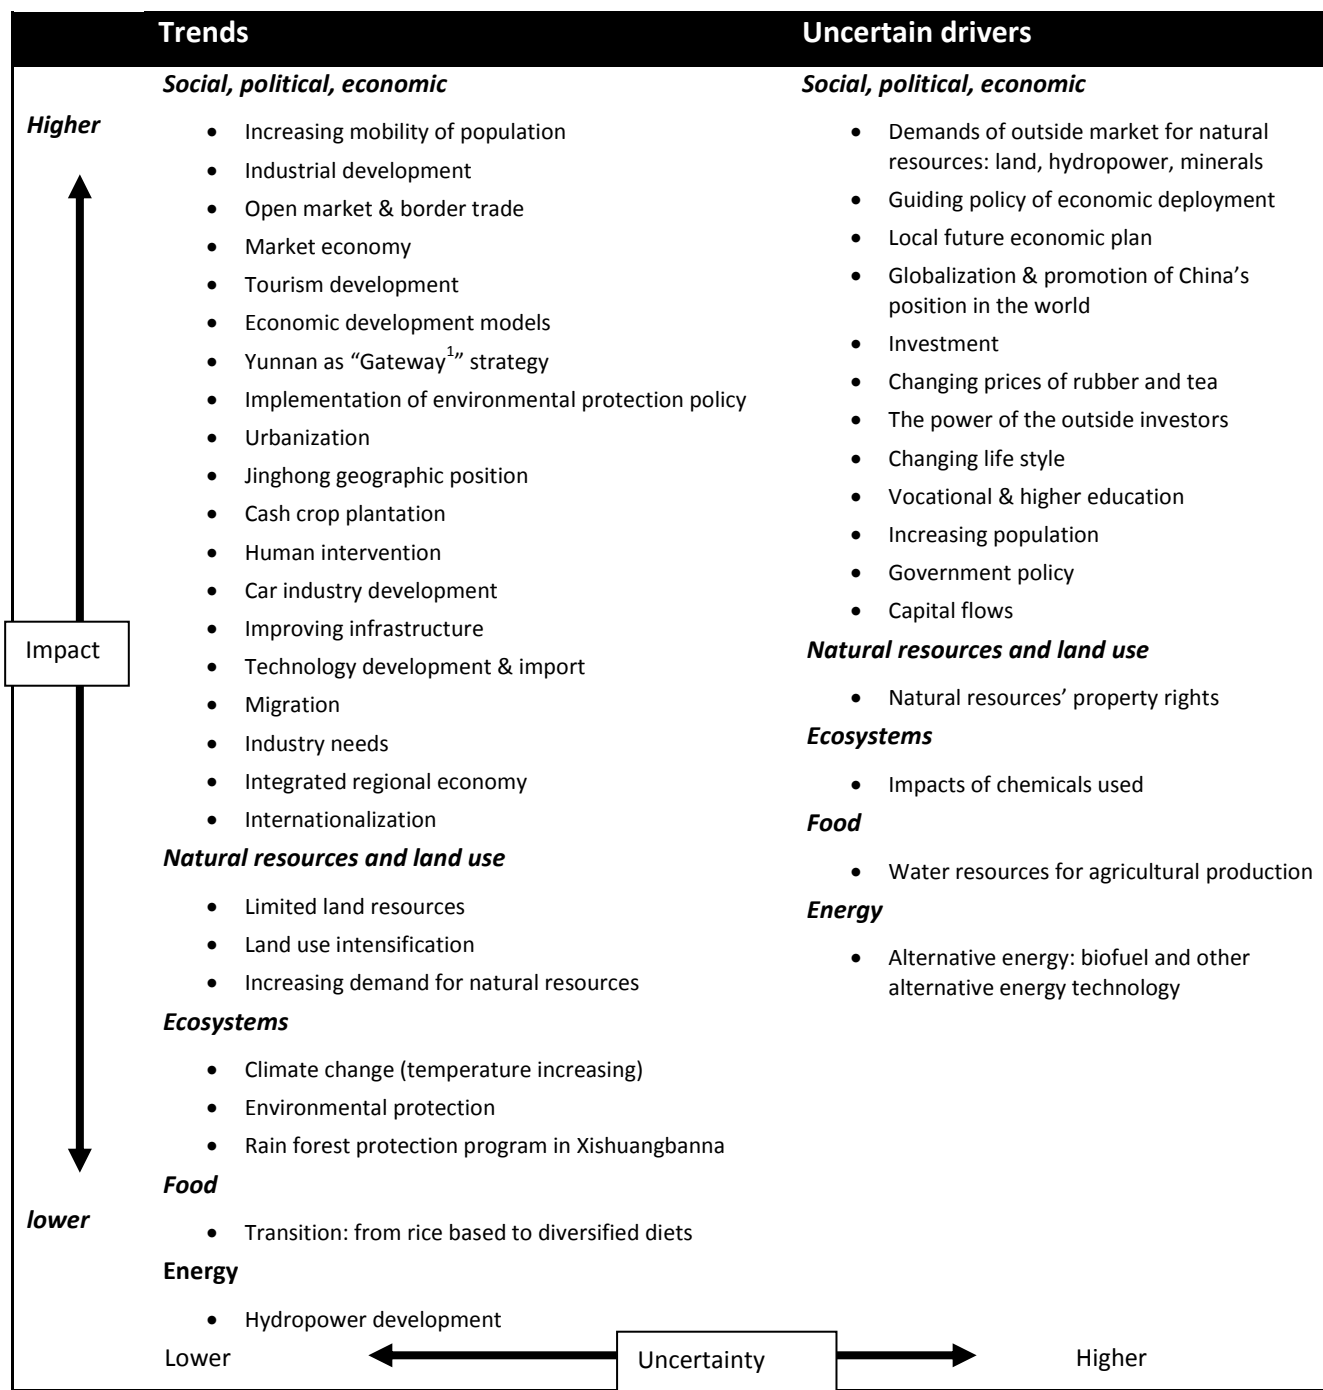 Trends
Uncertain drivers
Higher
Impact
lower
Social, political, economic
• Increasing mobility of population
• Industrial development
• Open market & border trade
• Market economy
• Tourism development
• Economic development models
• Yunnan as “Gateway1” strategy
• Implementation of environmental protection policy
• Urbanization
• Jinghong geographic position
• Cash crop plantation
• Human intervention
• Car industry development
• Improving infrastructure
• Technology development & import
• Migration
• Industry needs
• Integrated regional economy
• Internationalization
Natural resources and land use
• Limited land resources
• Land use intensification
• Increasing demand for natural resources
Ecosystems
• Climate change (temperature increasing)
• Environmental protection
• Rain forest protection program in Xishuangbanna
Food
• Transition: from rice based to diversified diets
Energy
• Hydropower development
Social, political, economic
• Demands of outside market for natural
resources: land, hydropower, minerals
• Guiding policy of economic deployment
• Local future economic plan
• Globalization & promotion of China’s
position in the world
• Investment
• Changing prices of rubber and tea
• The power of the outside investors
• Changing life style
• Vocational & higher education
• Increasing population
• Government policy
• Capital flows
Natural resources and land use
• Natural resources’ property rights
Ecosystems
• Impacts of chemicals used
Food
• Water resources for agricultural production
Energy
• Alternative energy: biofuel and other
alternative energy technology
Lower
Uncertainty
Higher